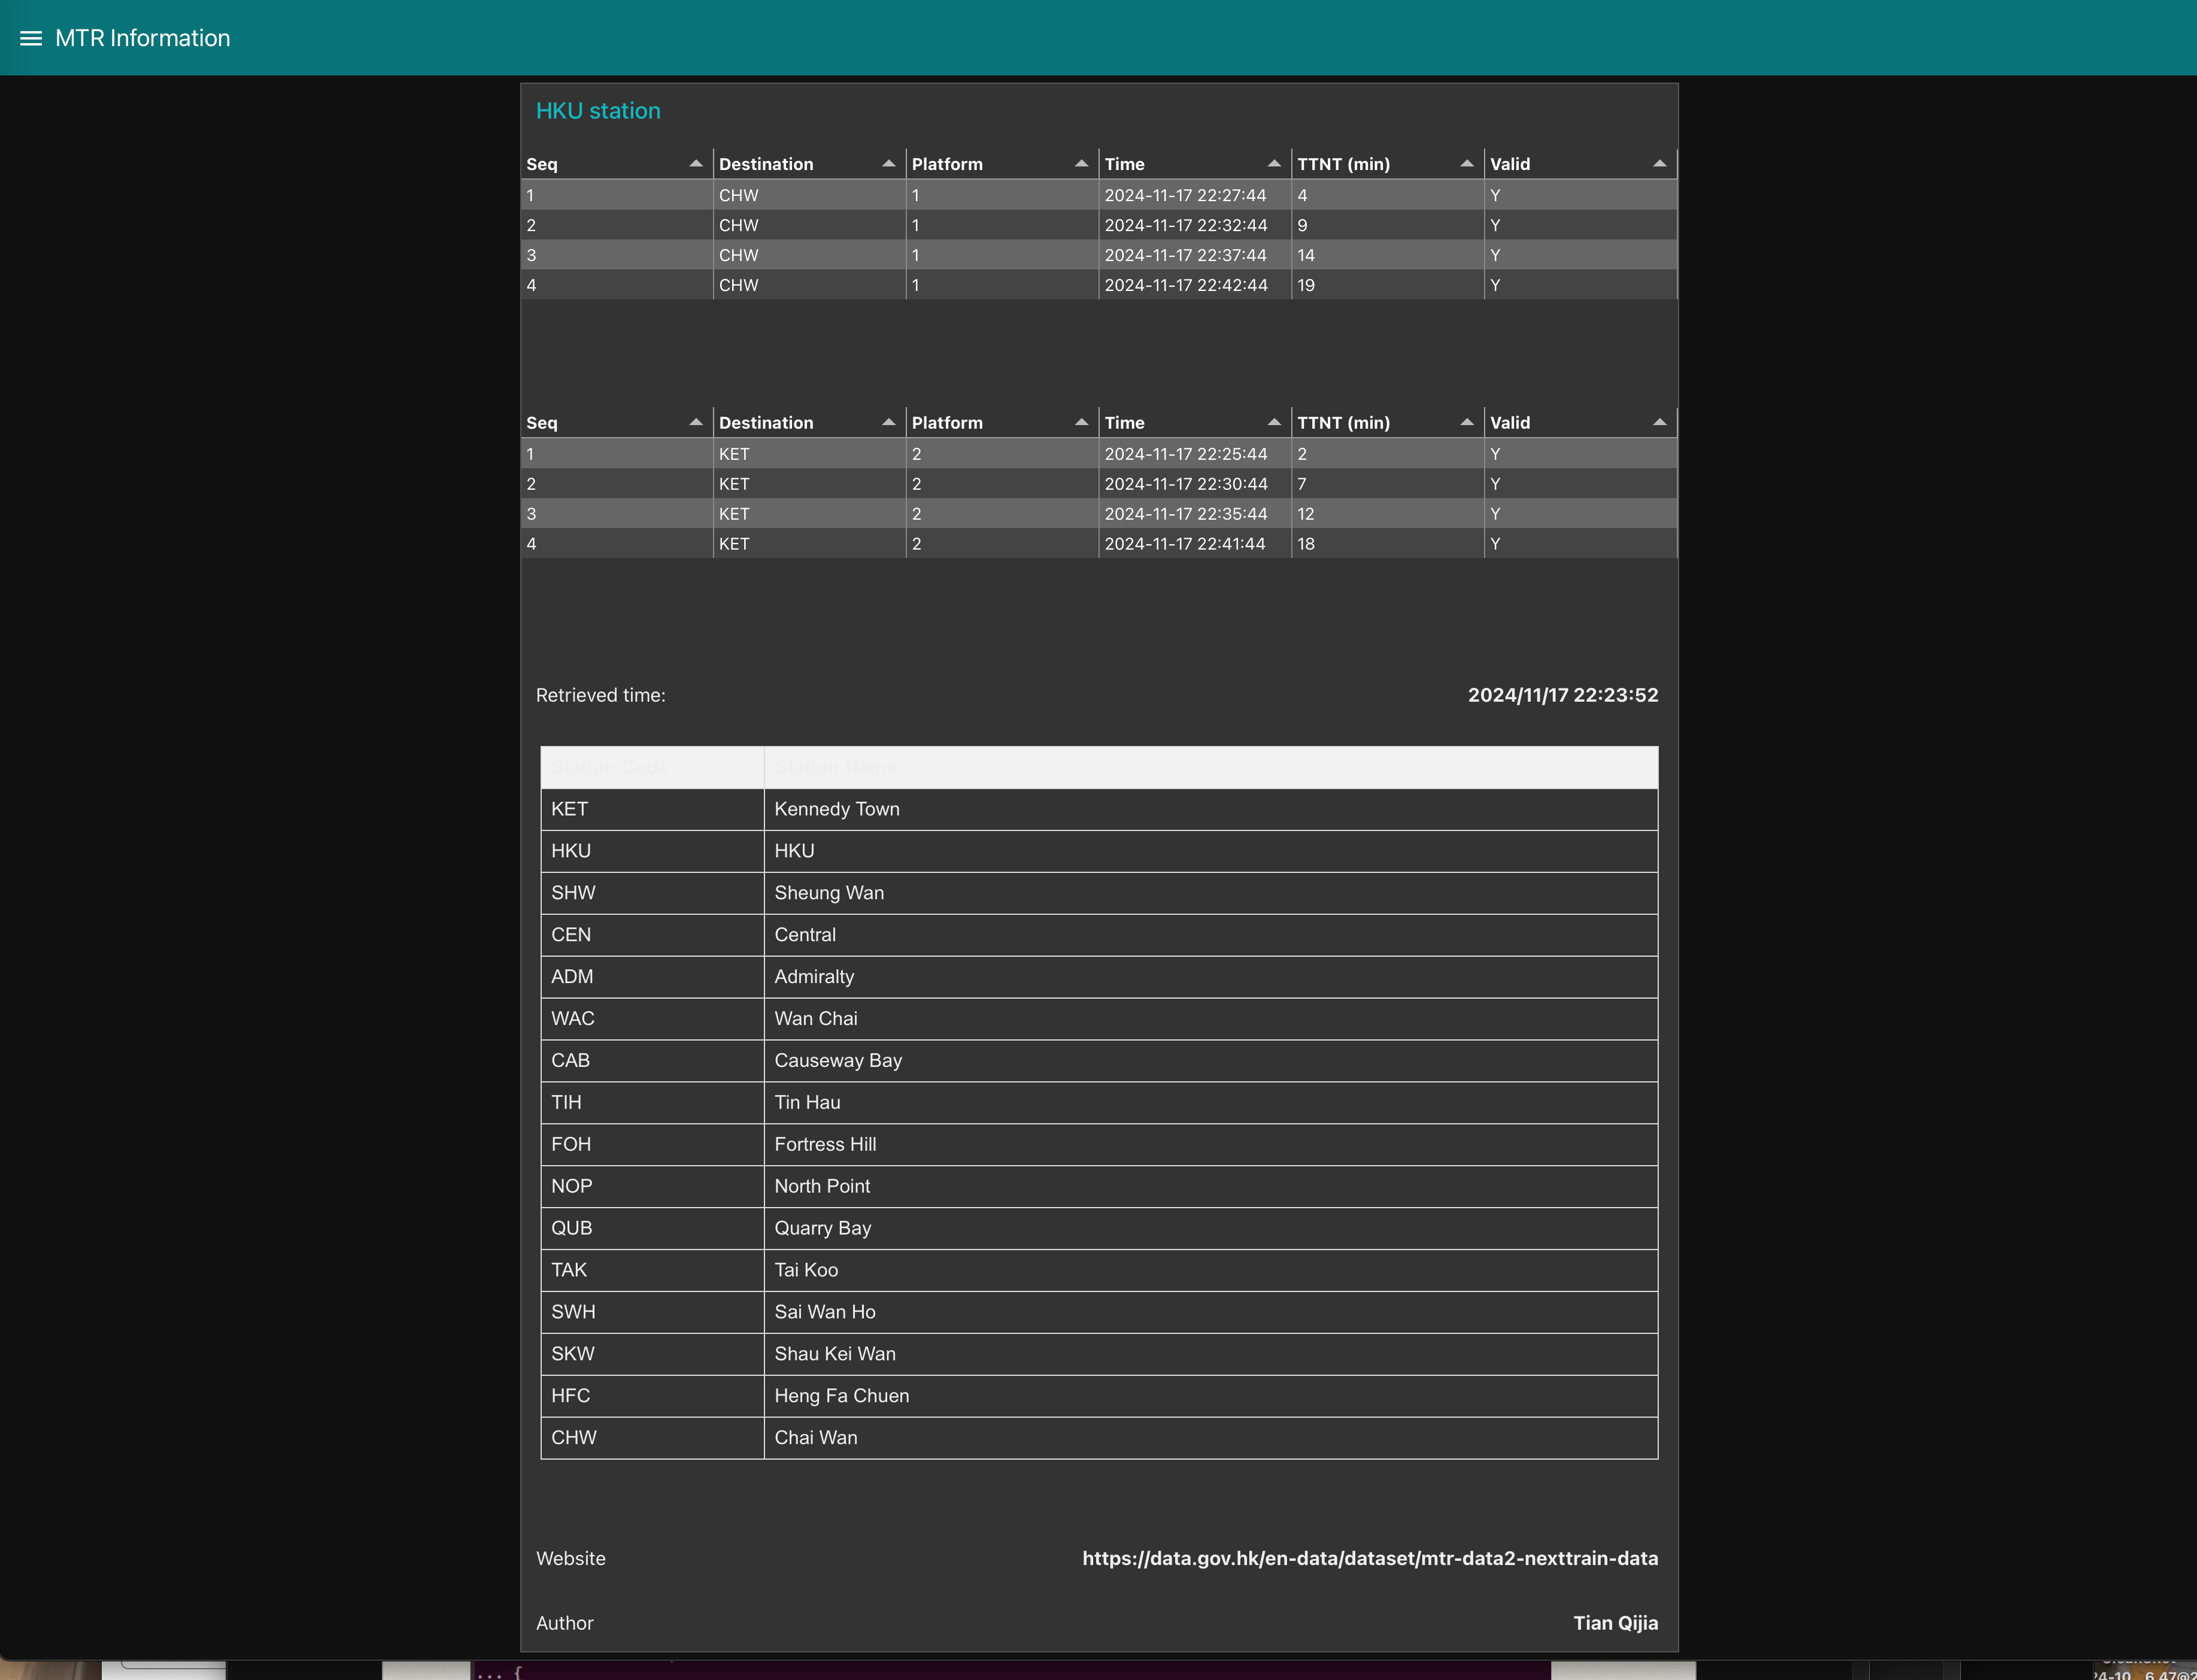 MTR Information
HKU station
Seq Destination Platform Time TTNT (min) Valid
1 CHW 1 2024-11-17 22:27:44 4 Y
2 CHW 1 2024-11-17 22:32:44 9 Y
3 CHW 1 2024-11-17 22:37:44 14 Y
4 CHW 1 2024-11-17 22:42:44 19 Y
Seq Destination Platform Time TTNT (min) Valid
1 KET 2 2024-11-17 22:25:44 2 Y
2 KET 2 2024-11-17 22:30:44 7 Y
3 KET 2 2024-11-17 22:35:44 12 Y
4 KET 2 2024-11-17 22:41:44 18 Y
Retrieved time: 2024/11/17 22:23:52
Station Code Station Name
KET Kennedy Town
HKU HKU
SHW Sheung Wan
CEN Central
ADM Admiralty
WAC Wan Chai
CAB Causeway Bay
TIH Tin Hau
FOH Fortress Hill
NOP North Point
QUB Quarry Bay
TAK Tai Koo
SWH Sai Wan Ho
SKW Shau Kei Wan
HFC Heng Fa Chuen
CHW Chai Wan
Website https://data.gov.hk/en-data/dataset/mtr-data2-nexttrain-data
Author Tian Qijia
... {